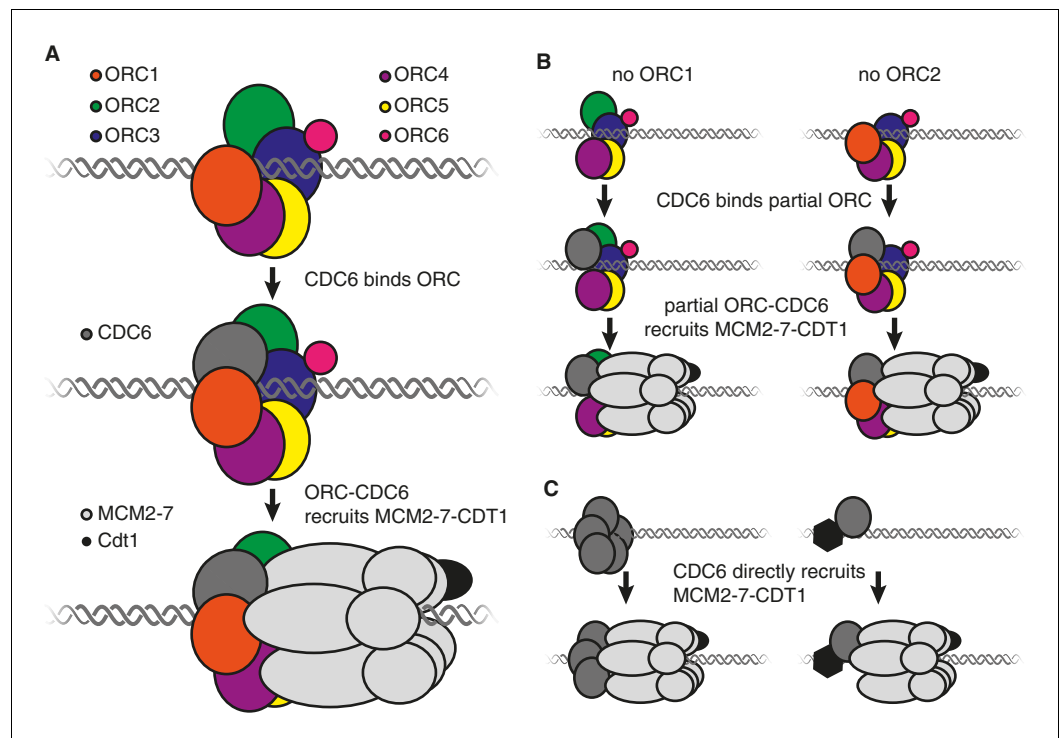 A
ORC1
ORC2
ORC3
ORC4
ORC5
ORC6
CDC6 binds ORC
CDC6
ORC-CDC6
recruits MCM2-7-CDT1
MCM2-7
Cdt1
B
no ORC1
no ORC2
CDC6 binds partial ORC
partial ORC-CDC6
recruits MCM2-7-CDT1
C
CDC6 directly recruits
MCM2-7-CDT1